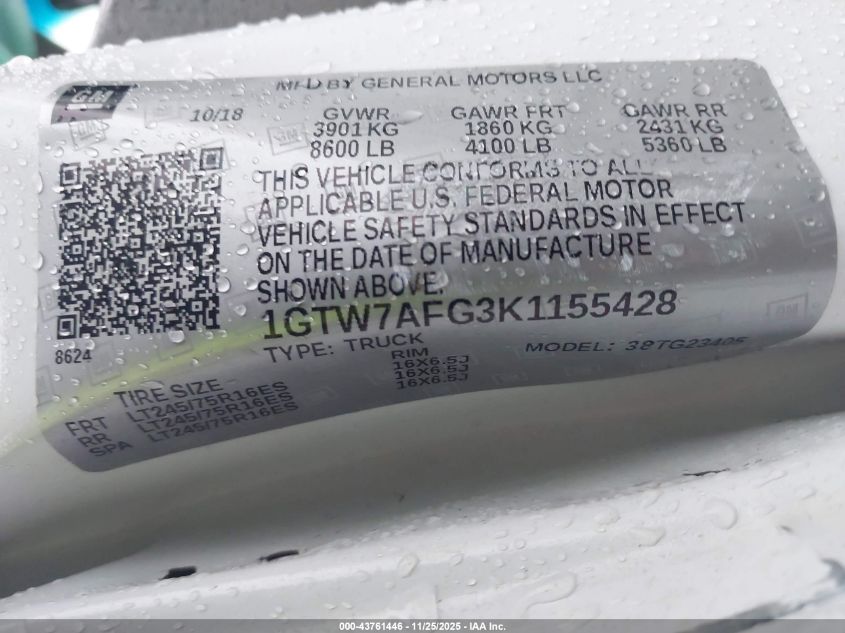 MFD BY GENERAL MOTORS LLC
GM
10/18 GVWR GAWR FRT GAWR RR
3901 KG 1860 KG 2431 KG
8600 LB 4100 LB 5360 LB
THIS VEHICLE CONFORMS TO ALL
APPLICABLE U.S. FEDERAL MOTOR
VEHICLE SAFETY STANDARDS IN EFFECT
ON THE DATE OF MANUFACTURE
SHOWN ABOVE.
1GTW7AFG3K1155428
8624
TYPE: TRUCK MODEL: 38TG23405
TIRE SIZE RIM
FRT LT245/75R16ES 16X6.5J
RR LT245/75R16ES 16X6.5J
SPA LT245/75R16ES 16X6.5J
000-43761446 - 11/25/2025 - IAA Inc.